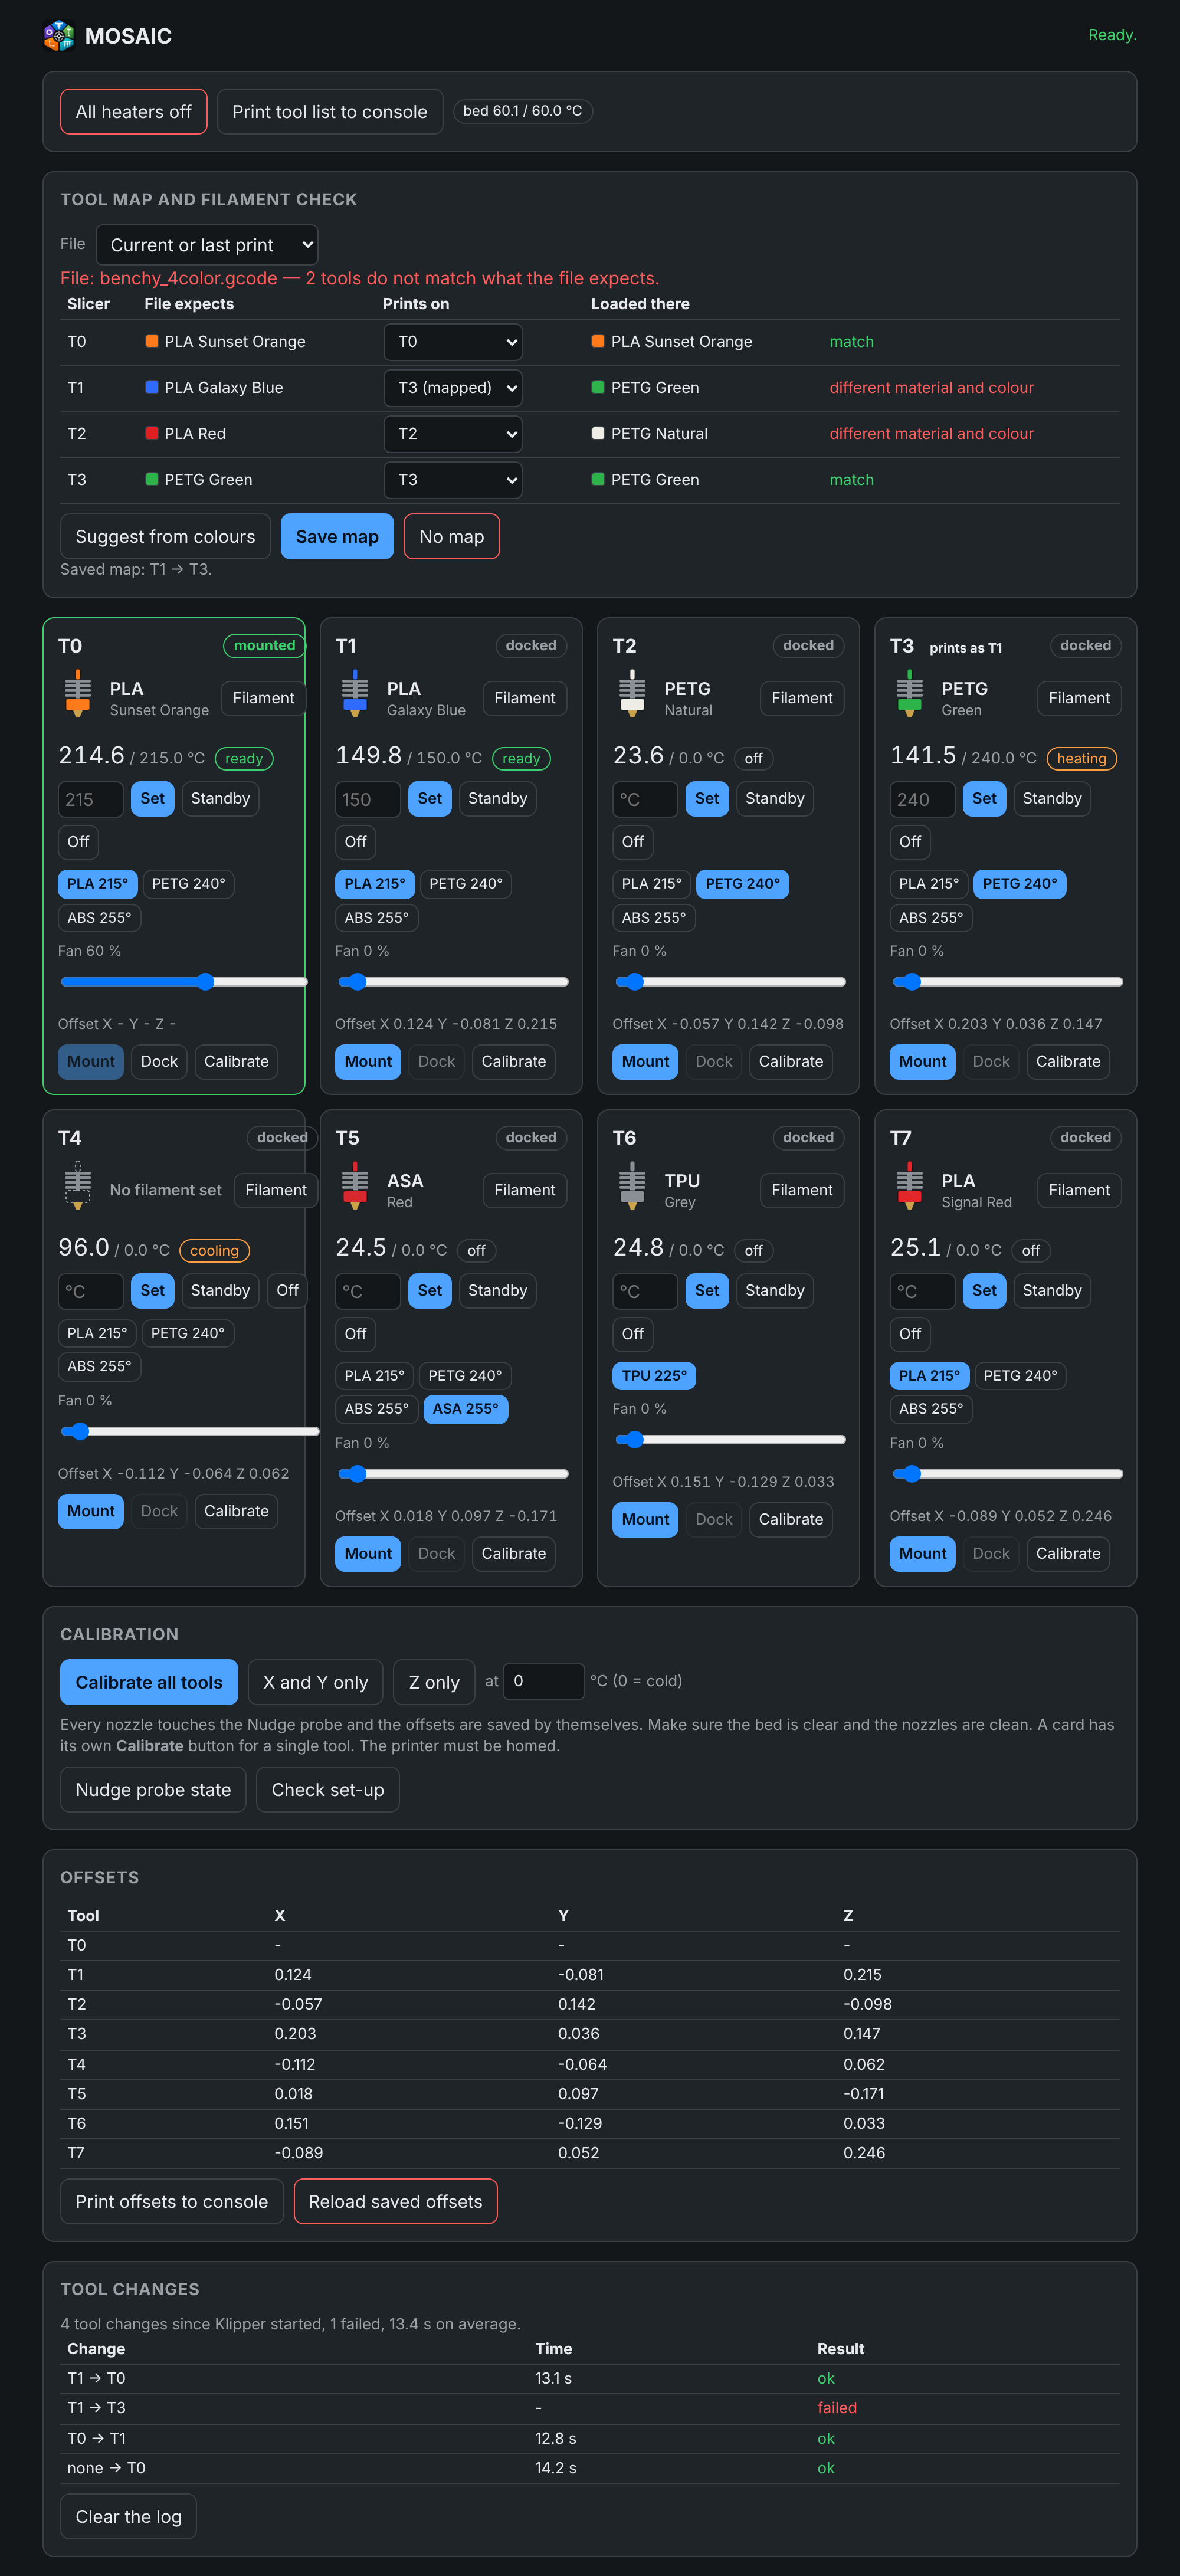 MOSAIC
Ready.
All heaters off
Print tool list to console
bed 60.1 / 60.0 °C
TOOL MAP AND FILAMENT CHECK
File Current or last print
File: benchy_4color.gcode — 2 tools do not match what the file expects.
Slicer File expects Prints on Loaded there
T0 PLA Sunset Orange T0 PLA Sunset Orange match
T1 PLA Galaxy Blue T3 (mapped) PETG Green different material and colour
T2 PLA Red T2 PETG Natural different material and colour
T3 PETG Green T3 PETG Green match
Suggest from colours Save map No map
Saved map: T1 → T3.
T0 mounted
PLA
Sunset Orange
Filament
214.6 / 215.0 °C ready
215 Set Standby
Off
PLA 215° PETG 240°
ABS 255°
Fan 60 %
Offset X - Y - Z -
Mount Dock Calibrate
T1 docked
PLA
Galaxy Blue
Filament
149.8 / 150.0 °C ready
150 Set Standby
Off
PLA 215° PETG 240°
ABS 255°
Fan 0 %
Offset X 0.124 Y -0.081 Z 0.215
Mount Dock Calibrate
T2 docked
PETG
Natural
Filament
23.6 / 0.0 °C off
°C Set Standby
Off
PLA 215° PETG 240°
ABS 255°
Fan 0 %
Offset X -0.057 Y 0.142 Z -0.098
Mount Dock Calibrate
T3 prints as T1 docked
PETG
Green
Filament
141.5 / 240.0 °C heating
240 Set Standby
Off
PLA 215° PETG 240°
ABS 255°
Fan 0 %
Offset X 0.203 Y 0.036 Z 0.147
Mount Dock Calibrate
T4 docked
No filament set
Filament
96.0 / 0.0 °C cooling
°C Set Standby Off
PLA 215° PETG 240°
ABS 255°
Fan 0 %
Offset X -0.112 Y -0.064 Z 0.062
Mount Dock Calibrate
T5 docked
ASA
Red
Filament
24.5 / 0.0 °C off
°C Set Standby
Off
PLA 215° PETG 240°
ABS 255° ASA 255°
Fan 0 %
Offset X 0.018 Y 0.097 Z -0.171
Mount Dock Calibrate
T6 docked
TPU
Grey
Filament
24.8 / 0.0 °C off
°C Set Standby
Off
TPU 225°
Fan 0 %
Offset X 0.151 Y -0.129 Z 0.033
Mount Dock Calibrate
T7 docked
PLA
Signal Red
Filament
25.1 / 0.0 °C off
°C Set Standby
Off
PLA 215° PETG 240°
ABS 255°
Fan 0 %
Offset X -0.089 Y 0.052 Z 0.246
Mount Dock Calibrate
CALIBRATION
Calibrate all tools X and Y only Z only at 0 °C (0 = cold)
Every nozzle touches the Nudge probe and the offsets are saved by themselves. Make sure the bed is clear and the nozzles are clean. A card has
its own Calibrate button for a single tool. The printer must be homed.
Nudge probe state Check set-up
OFFSETS
Tool X Y Z
T0 - - -
T1 0.124 -0.081 0.215
T2 -0.057 0.142 -0.098
T3 0.203 0.036 0.147
T4 -0.112 -0.064 0.062
T5 0.018 0.097 -0.171
T6 0.151 -0.129 0.033
T7 -0.089 0.052 0.246
Print offsets to console Reload saved offsets
TOOL CHANGES
4 tool changes since Klipper started, 1 failed, 13.4 s on average.
Change Time Result
T1 → T0 13.1 s ok
T1 → T3 - failed
T0 → T1 12.8 s ok
none → T0 14.2 s ok
Clear the log